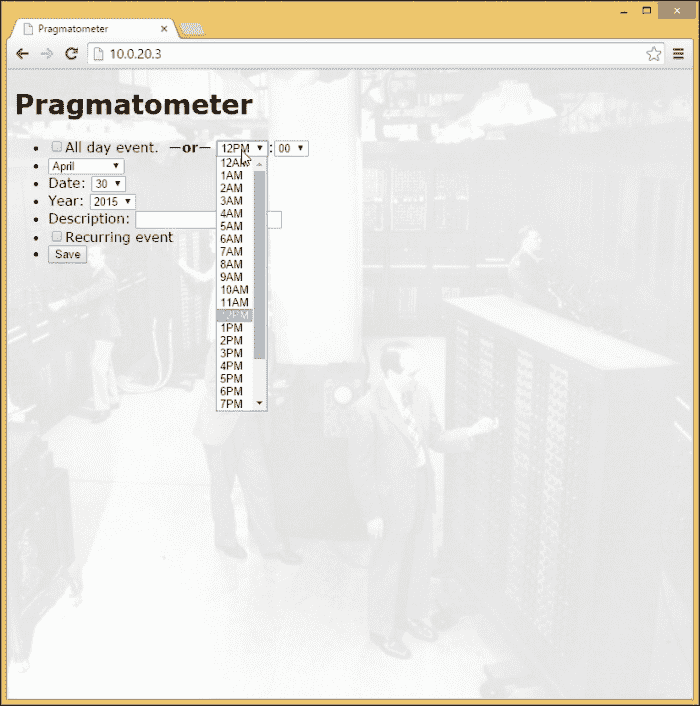 Pragmatometer
10.0.20.3
Pragmatometer
All day event. —or— 12PM : 00
12AM
1AM
2AM
3AM
4AM
5AM
6AM
7AM
8AM
9AM
10AM
11AM
12PM
1PM
2PM
3PM
4PM
5PM
6PM
7PM
April
Date: 30
Year: 2015
Description:
Recurring event
Save